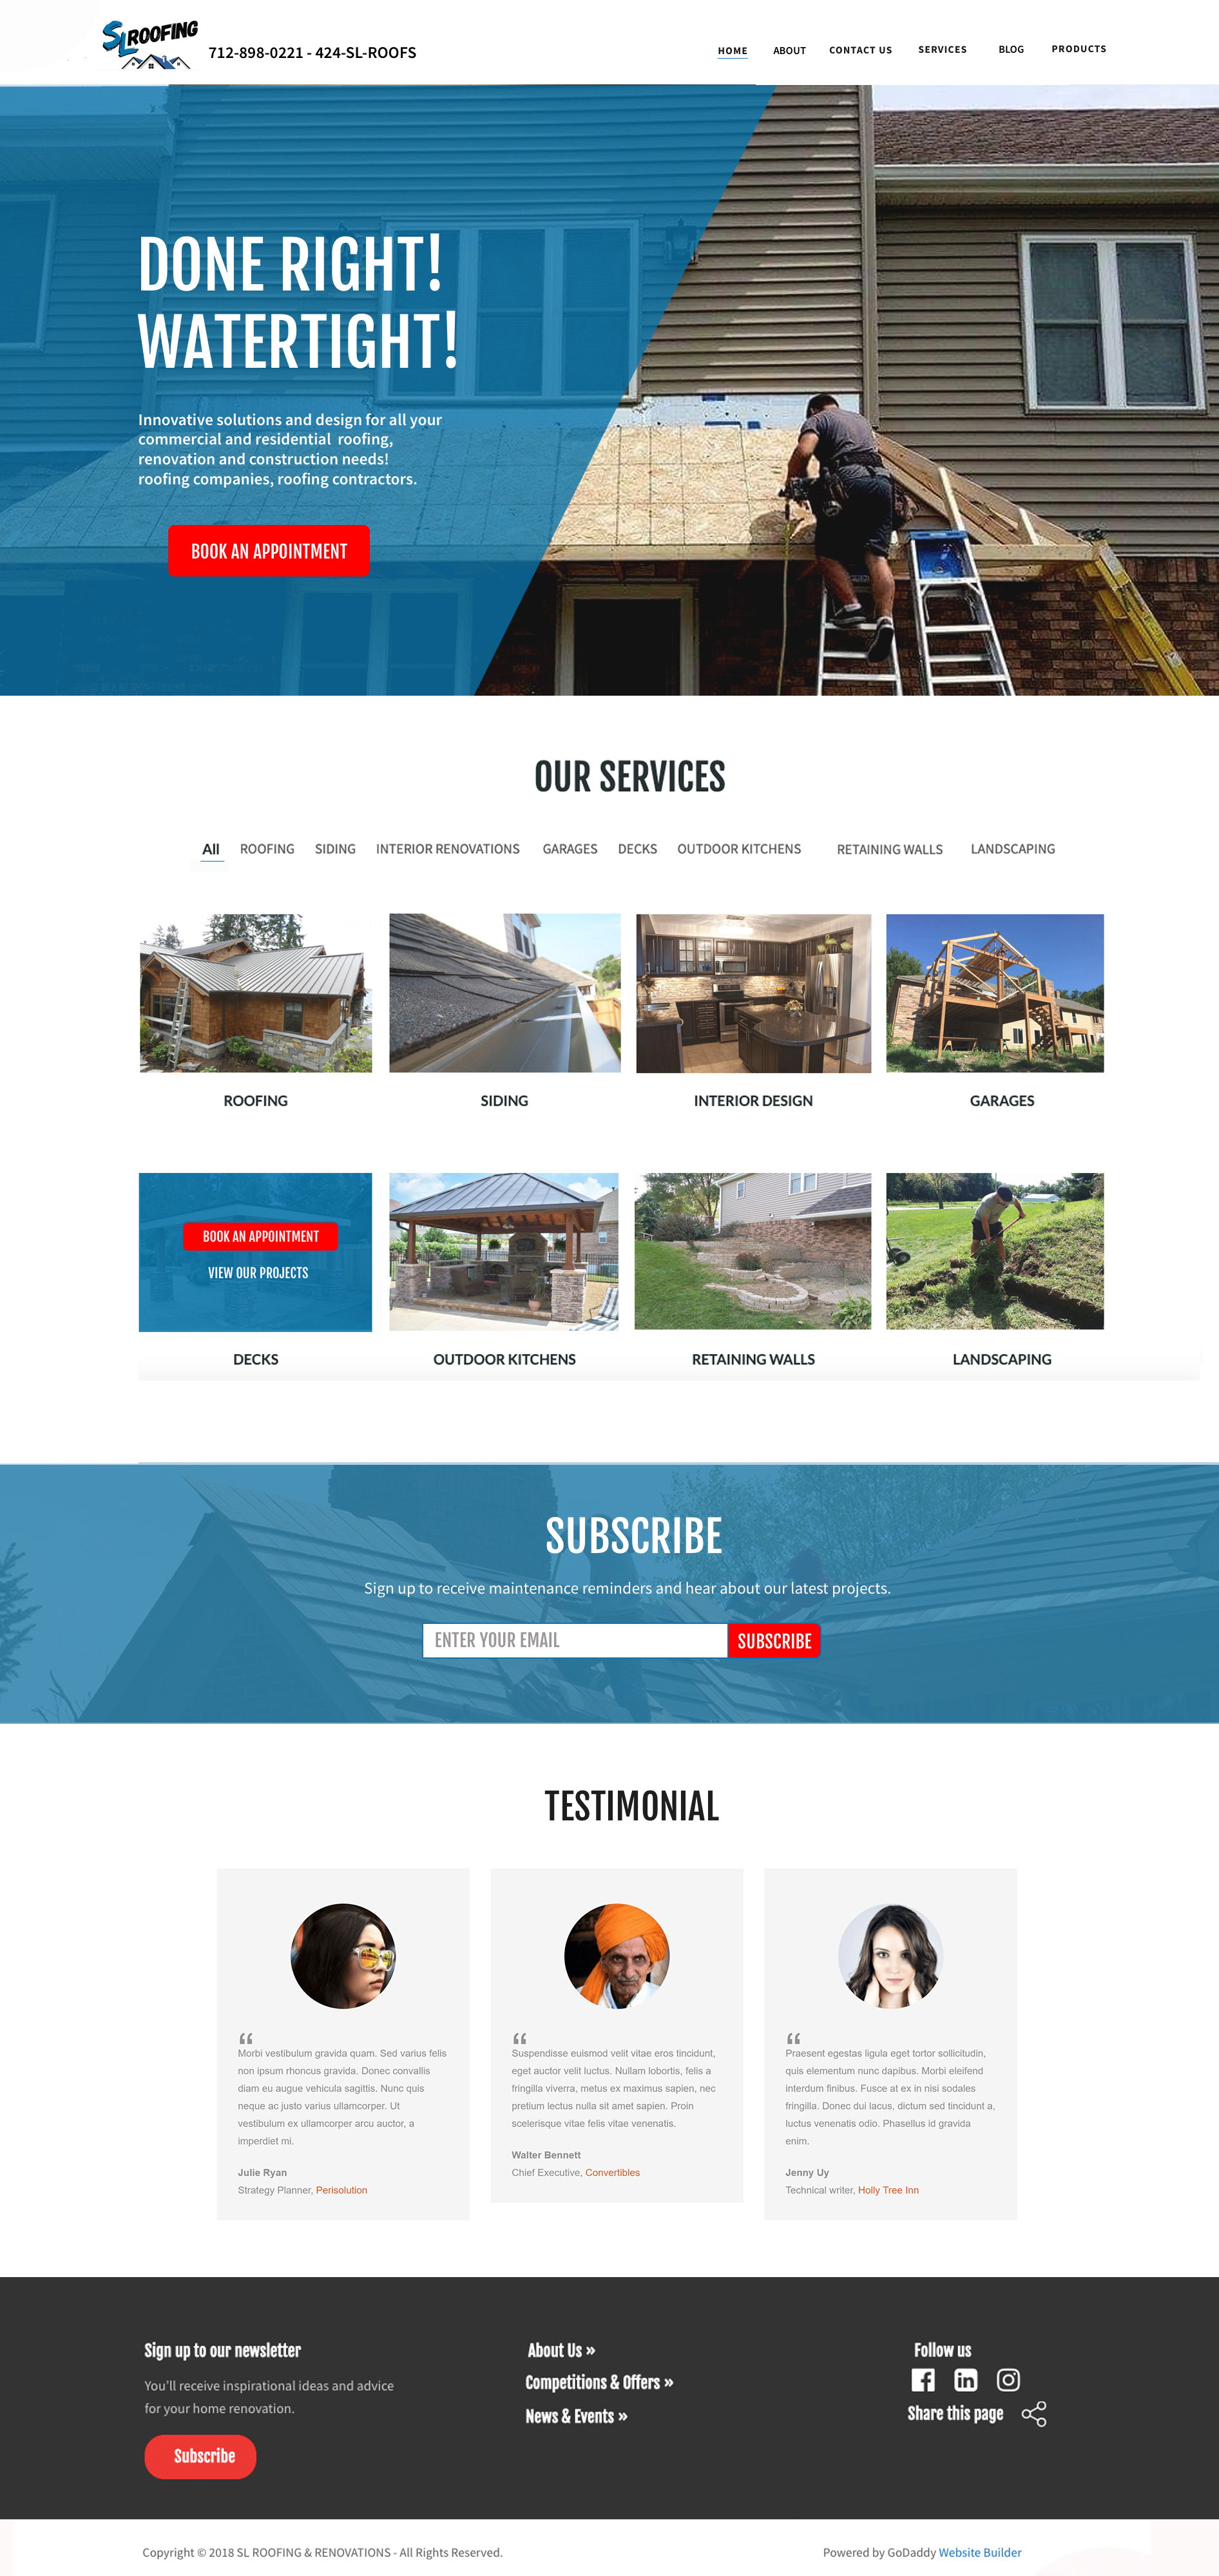 SL ROOFING
712-898-0221 - 424-SL-ROOFS
HOME ABOUT CONTACT US SERVICES BLOG PRODUCTS
DONE RIGHT!
WATERTIGHT!
Innovative solutions and design for all your
commercial and residential roofing,
renovation and construction needs!
roofing companies, roofing contractors.
BOOK AN APPOINTMENT
OUR SERVICES
All ROOFING SIDING INTERIOR RENOVATIONS GARAGES DECKS OUTDOOR KITCHENS RETAINING WALLS LANDSCAPING
ROOFING SIDING INTERIOR DESIGN GARAGES
BOOK AN APPOINTMENT
VIEW OUR PROJECTS
DECKS OUTDOOR KITCHENS RETAINING WALLS LANDSCAPING
SUBSCRIBE
Sign up to receive maintenance reminders and hear about our latest projects.
ENTER YOUR EMAIL SUBSCRIBE
TESTIMONIAL
“
Morbi vestibulum gravida quam. Sed varius felis
non ipsum rhoncus gravida. Donec convallis
diam eu augue vehicula sagittis. Nunc quis
neque ac justo varius ullamcorper. Ut
vestibulum ex ullamcorper arcu auctor, a
imperdiet mi.
Julie Ryan
Strategy Planner, Perisolution
“
Suspendisse euismod velit vitae eros tincidunt,
eget auctor velit luctus. Nullam lobortis, felis a
fringilla viverra, metus ex maximus sapien, nec
pretium lectus nulla sit amet sapien. Proin
scelerisque vitae felis vitae venenatis.
Walter Bennett
Chief Executive, Convertibles
“
Praesent egestas ligula eget tortor sollicitudin,
quis elementum nunc dapibus. Morbi eleifend
interdum finibus. Fusce at ex in nisi sodales
fringilla. Donec dui lacus, dictum sed tincidunt a,
luctus venenatis odio. Phasellus id gravida
enim.
Jenny Uy
Technical writer, Holly Tree Inn
Sign up to our newsletter
You'll receive inspirational ideas and advice
for your home renovation.
Subscribe
About Us »
Competitions & Offers »
News & Events »
Follow us
Share this page
Copyright © 2018 SL ROOFING & RENOVATIONS - All Rights Reserved.
Powered by GoDaddy Website Builder